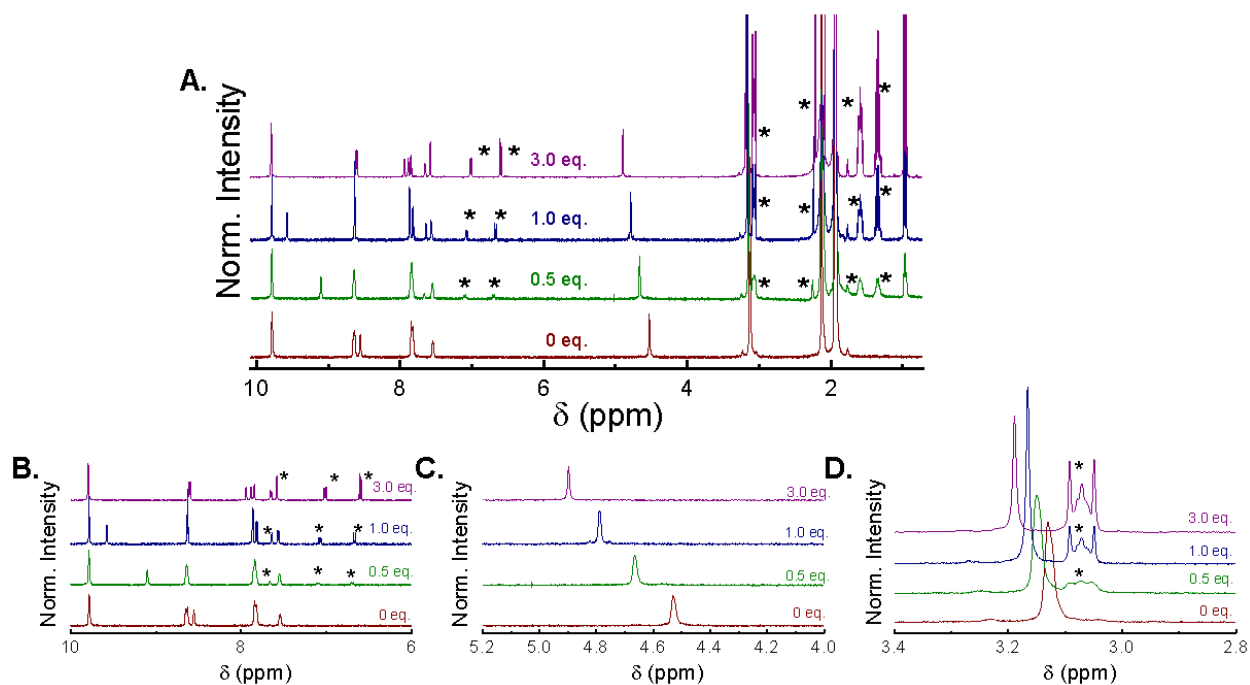 A.
Norm. Intensity
* * * * * *
3.0 eq.
* * * * * *
1.0 eq.
* * * * * *
0.5 eq.
0 eq.
10 8 6 4 2
δ (ppm)
B.
Norm. Intensity
* * *
3.0 eq.
* * *
1.0 eq.
* * *
0.5 eq.
0 eq.
10 8 6
δ (ppm)
C.
Norm. Intensity
3.0 eq.
1.0 eq.
0.5 eq.
0 eq.
5.2 5.0 4.8 4.6 4.4 4.2 4.0
δ (ppm)
D.
Norm. Intensity
*
3.0 eq.
*
1.0 eq.
*
0.5 eq.
0 eq.
3.4 3.2 3.0 2.8
δ (ppm)